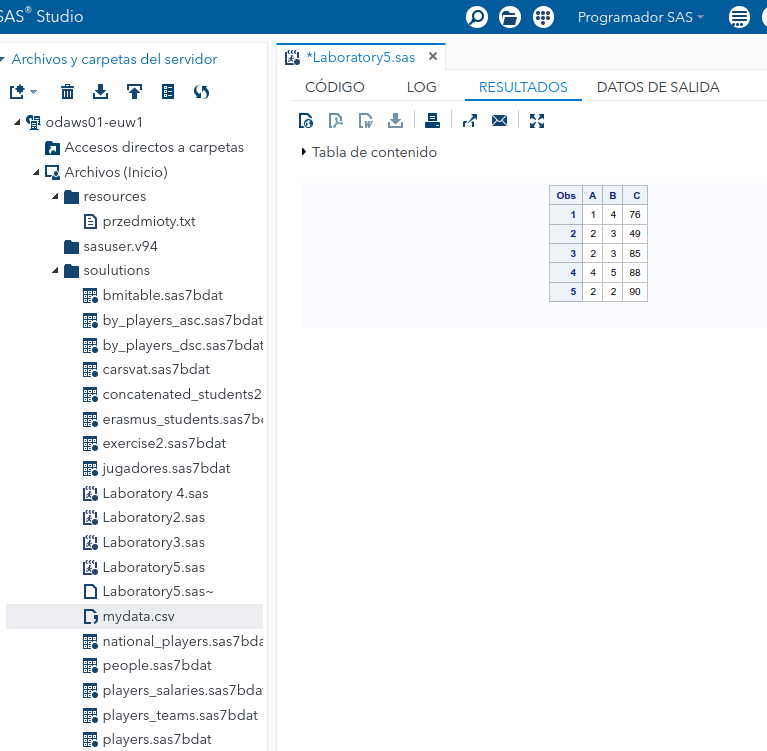 SAS® Studio
Programador SAS
Archivos y carpetas del servidor
odaws01-euw1
Accesos directos a carpetas
Archivos (Inicio)
resources
przedmioty.txt
sasuser.v94
soulutions
bmitable.sas7bdat
by_players_asc.sas7bdat
by_players_dsc.sas7bdat
carsvat.sas7bdat
concatenated_students2
erasmus_students.sas7bd
exercise2.sas7bdat
jugadores.sas7bdat
Laboratory 4.sas
Laboratory2.sas
Laboratory3.sas
Laboratory5.sas
Laboratory5.sas~
mydata.csv
national_players.sas7bda
people.sas7bdat
players_salaries.sas7bdat
players_teams.sas7bdat
players.sas7bdat
*Laboratory5.sas
CÓDIGO LOG RESULTADOS DATOS DE SALIDA
Tabla de contenido
Obs A B C
1 1 4 76
2 2 3 49
3 2 3 85
4 4 5 88
5 2 2 90